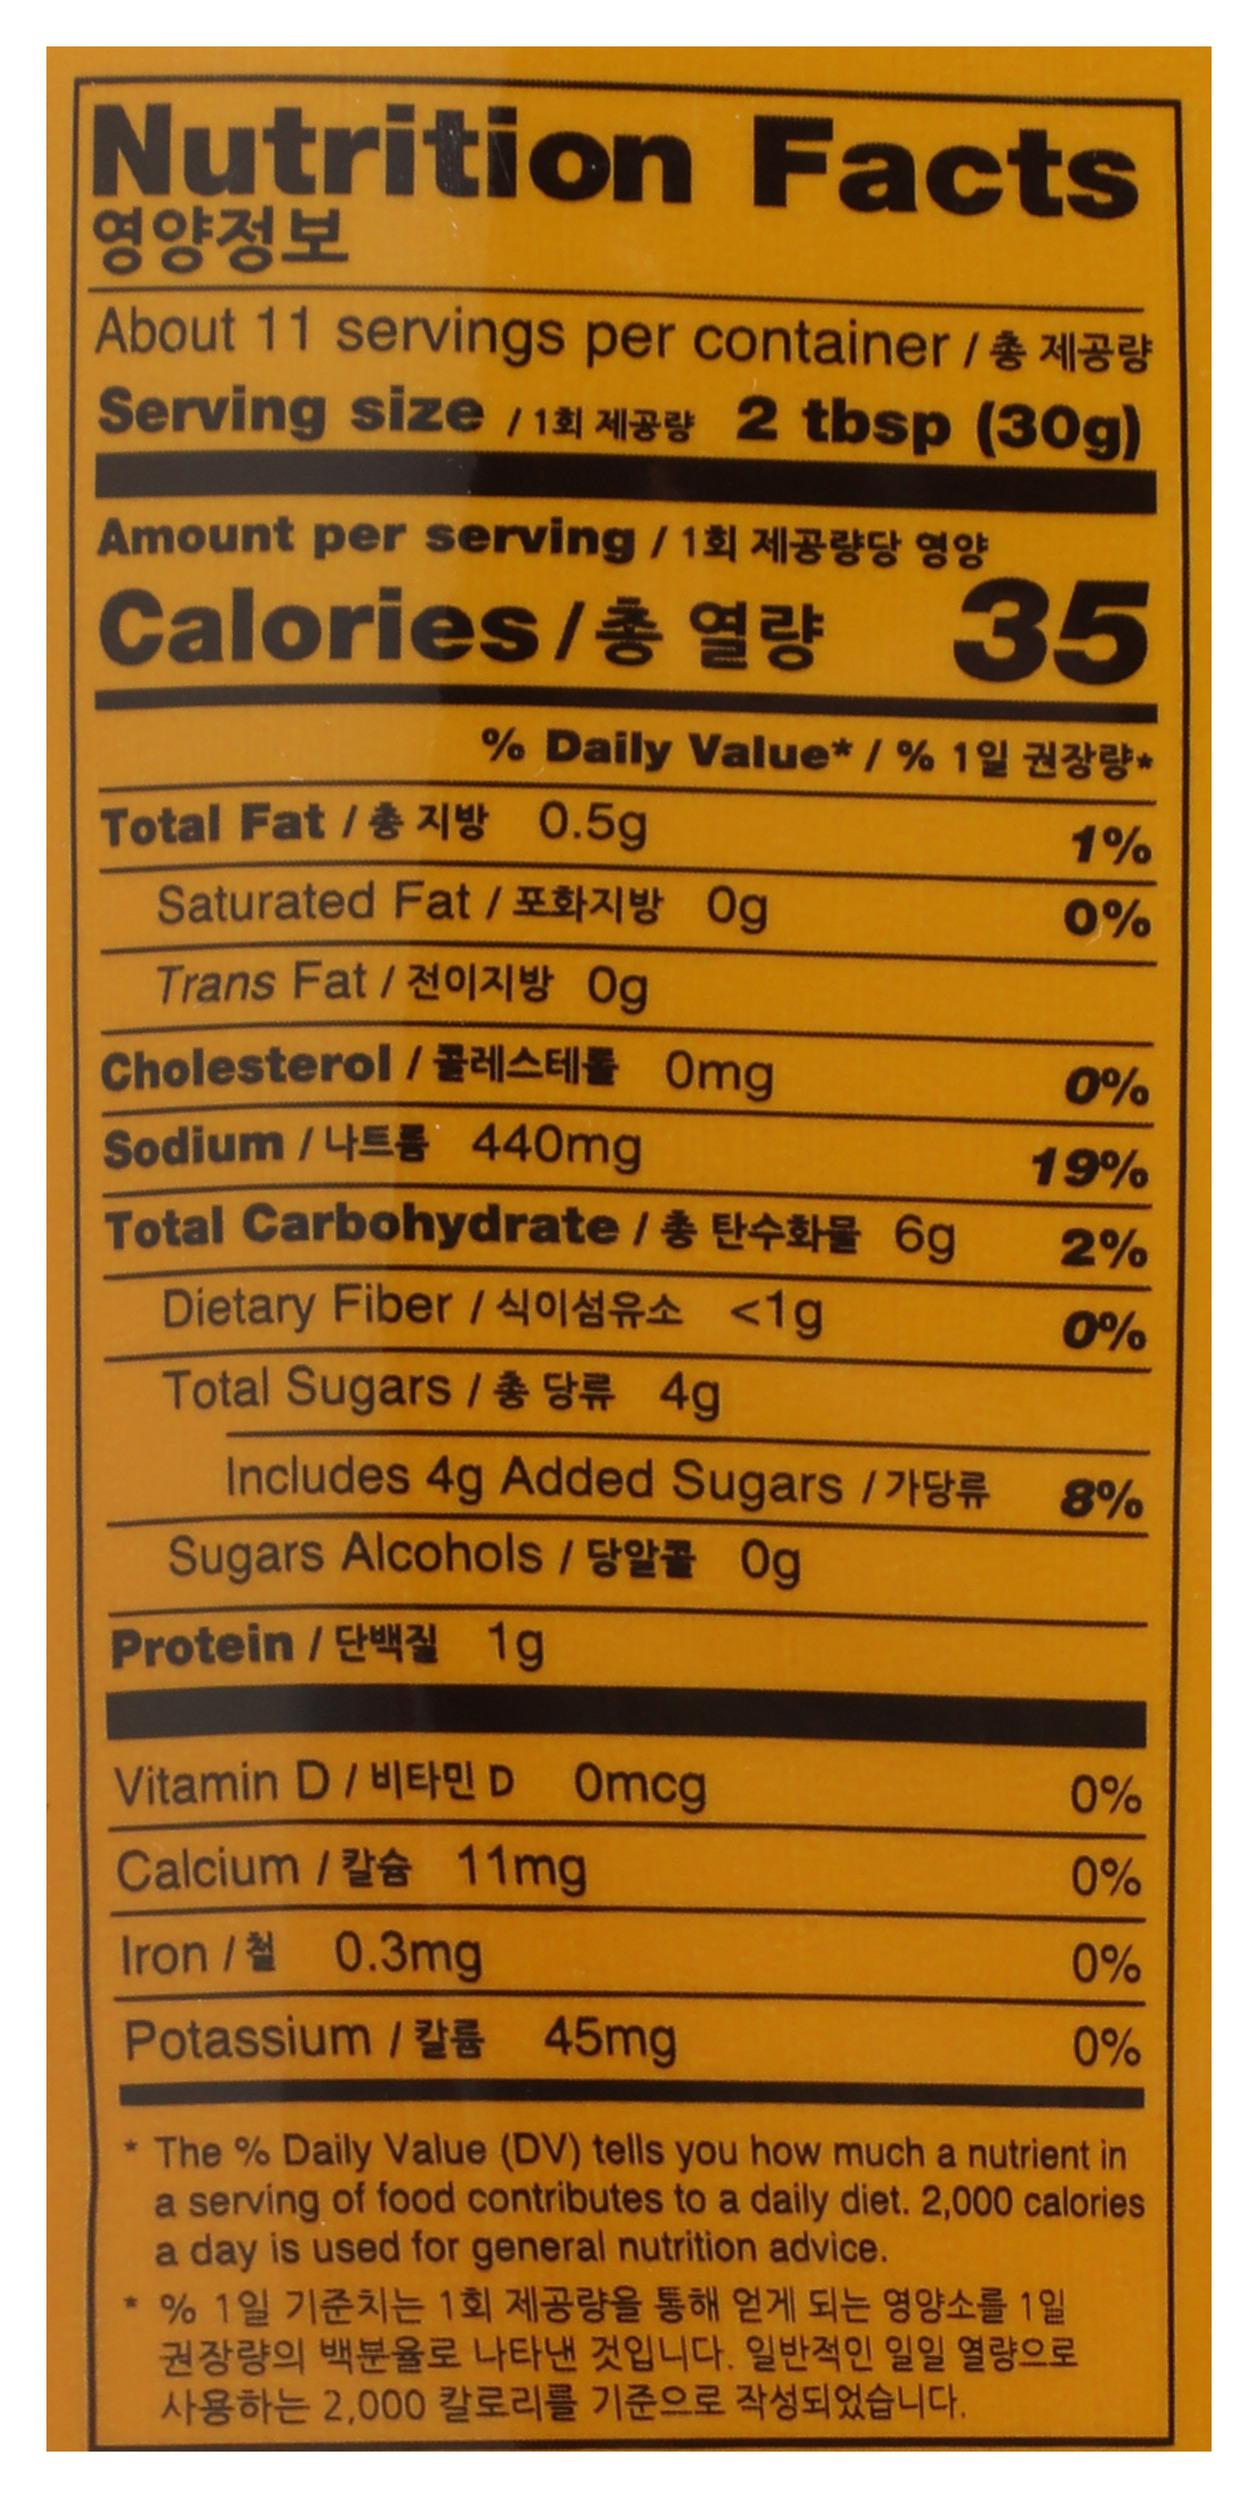 Nutrition Facts
영양정보
About 11 servings per container / 총 제공량
Serving size / 1회 제공량 2 tbsp (30g)
Amount per serving / 1회 제공량당 영양
Calories / 총 열량 35
% Daily Value* / % 1일 권장량*
Total Fat / 총 지방 0.5g 1%
Saturated Fat / 포화지방 0g 0%
Trans Fat / 전이지방 0g
Cholesterol / 콜레스테롤 0mg 0%
Sodium / 나트륨 440mg 19%
Total Carbohydrate / 총 탄수화물 6g 2%
Dietary Fiber / 식이섬유소 <1g 0%
Total Sugars / 총 당류 4g
Includes 4g Added Sugars / 가당류 8%
Sugars Alcohols / 당알콜 0g
Protein / 단백질 1g
Vitamin D / 비타민 D 0mcg 0%
Calcium / 칼슘 11mg 0%
Iron / 철 0.3mg 0%
Potassium / 칼륨 45mg 0%
* The % Daily Value (DV) tells you how much a nutrient in
a serving of food contributes to a daily diet. 2,000 calories
a day is used for general nutrition advice.
* % 1일 기준치는 1회 제공량을 통해 얻게 되는 영양소를 1일
권장량의 백분율로 나타낸 것입니다. 일반적인 일일 열량으로
사용하는 2,000 칼로리를 기준으로 작성되었습니다.